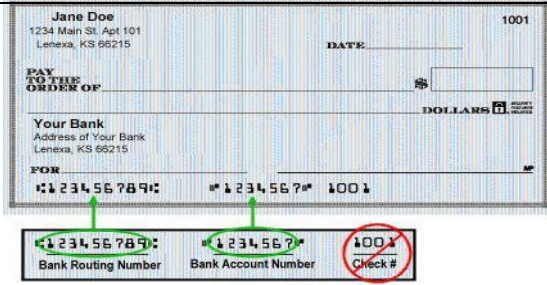 Jane Doe
1001
1234 Main St. Apt 101
Lenexa, KS 66215
DATE
PAY
TO THE
ORDER OF
$
DOLLARS
Your Bank
Address of Your Bank
Lenexa, KS 66215
FOR
MP
⑆123456789⑆ ⑈1234567⑈ 1001
⑆123456789⑆ ⑈1234567⑈ 1001
Bank Routing Number Bank Account Number Check #